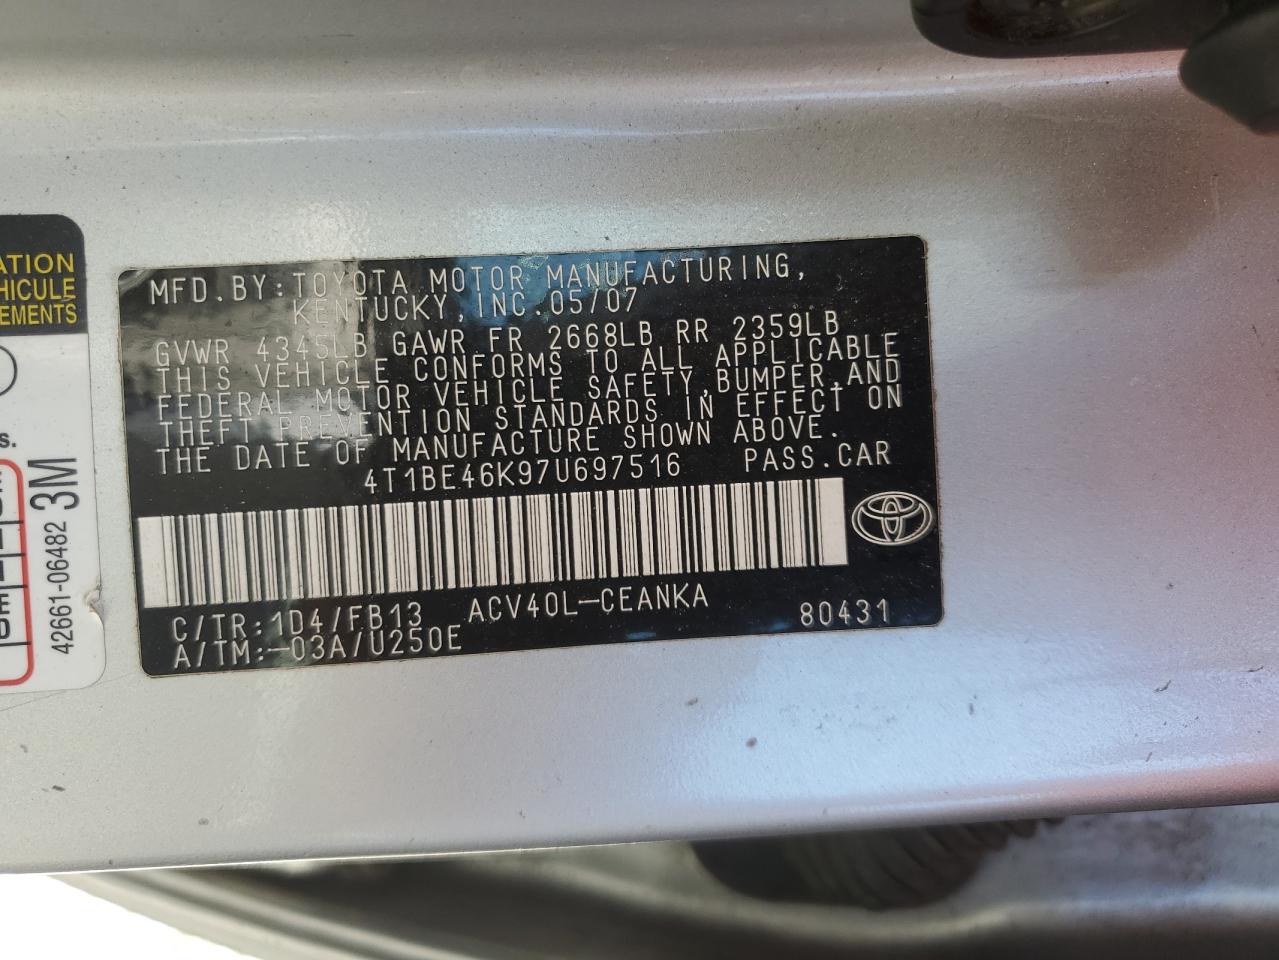 MFD.BY:TOYOTA MOTOR MANUFACTURING,
KENTUCKY, INC. 05/07
GVWR 4345LB GAWR FR 2668LB RR 2359LB
THIS VEHICLE CONFORMS TO ALL APPLICABLE
FEDERAL MOTOR VEHICLE SAFETY, BUMPER, AND
THEFT PREVENTION STANDARDS IN EFFECT ON
THE DATE OF MANUFACTURE SHOWN ABOVE.
4T1BE46K97U697516 PASS.CAR
C/TR:1D4/FB13 ACV40L-CEANKA
A/TM:-03A/U250E 80431
ATION
HICULE
EMENTS
s.
3M
42661-06482